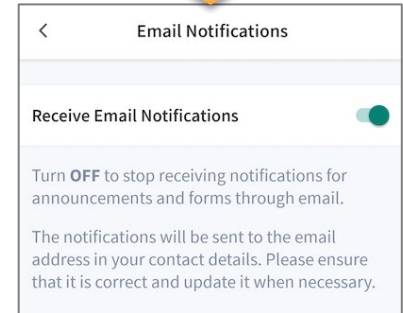 Email Notifications
Receive Email Notifications
Turn OFF to stop receiving notifications for
announcements and forms through email.
The notifications will be sent to the email
address in your contact details. Please ensure
that it is correct and update it when necessary.